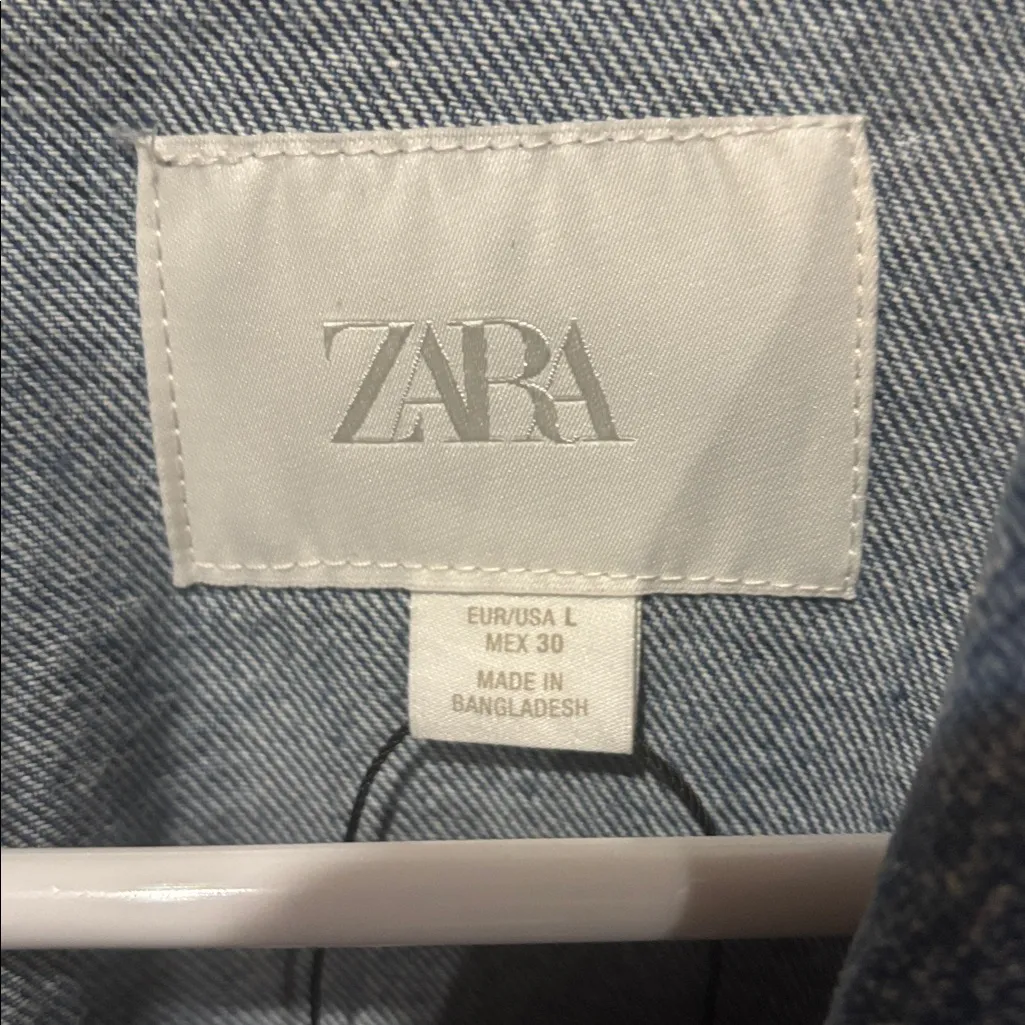 ZARA
EUR/USA L
MEX 30
MADE IN
BANGLADESH